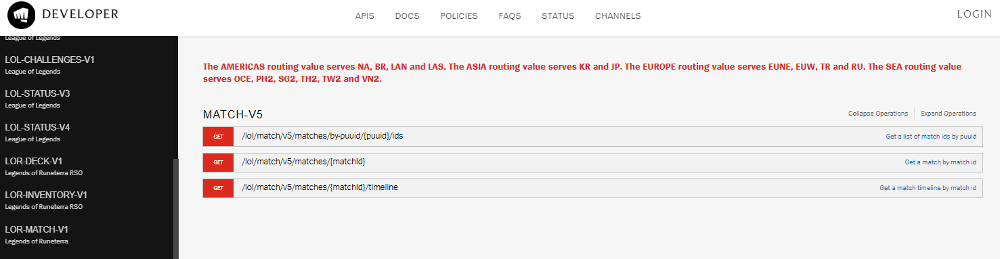 DEVELOPER
APIS DOCS POLICIES FAQS STATUS CHANNELS
LOGIN
League of Legends
LOL-CHALLENGES-V1
League of Legends
LOL-STATUS-V3
League of Legends
LOL-STATUS-V4
League of Legends
LOR-DECK-V1
Legends of Runeterra RSO
LOR-INVENTORY-V1
Legends of Runeterra RSO
LOR-MATCH-V1
Legends of Runeterra
The AMERICAS routing value serves NA, BR, LAN and LAS. The ASIA routing value serves KR and JP. The EUROPE routing value serves EUNE, EUW, TR and RU. The SEA routing value
serves OCE, PH2, SG2, TH2, TW2 and VN2.
MATCH-V5
Collapse Operations Expand Operations
GET /lol/match/v5/matches/by-puuid/{puuid}/ids Get a list of match ids by puuid
GET /lol/match/v5/matches/{matchId} Get a match by match id
GET /lol/match/v5/matches/{matchId}/timeline Get a match timeline by match id